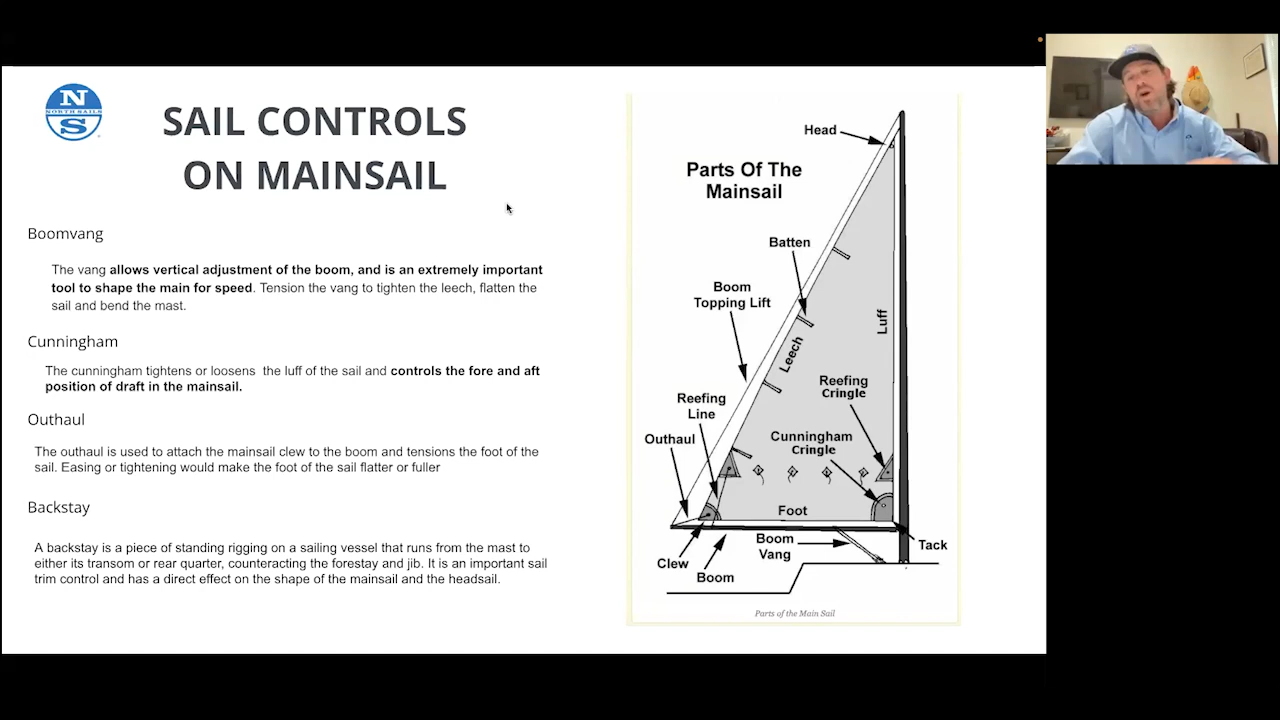 N
NORTH SAILS
S
SAIL CONTROLS
ON MAINSAIL
Boomvang
The vang allows vertical adjustment of the boom, and is an extremely important
tool to shape the main for speed. Tension the vang to tighten the leech, flatten the
sail and bend the mast.
Cunningham
The cunningham tightens or loosens the luff of the sail and controls the fore and aft
position of draft in the mainsail.
Outhaul
The outhaul is used to attach the mainsail clew to the boom and tensions the foot of the
sail. Easing or tightening would make the foot of the sail flatter or fuller
Backstay
A backstay is a piece of standing rigging on a sailing vessel that runs from the mast to
either its transom or rear quarter, counteracting the forestay and jib. It is an important sail
trim control and has a direct effect on the shape of the mainsail and the headsail.
Head
Parts Of The
Mainsail
Batten
Boom
Topping Lift
Luff
Leech
Reefing
Cringle
Reefing
Line
Outhaul
Cunningham
Cringle
Foot
Boom
Vang
Tack
Clew
Boom
Parts of the Main Sail